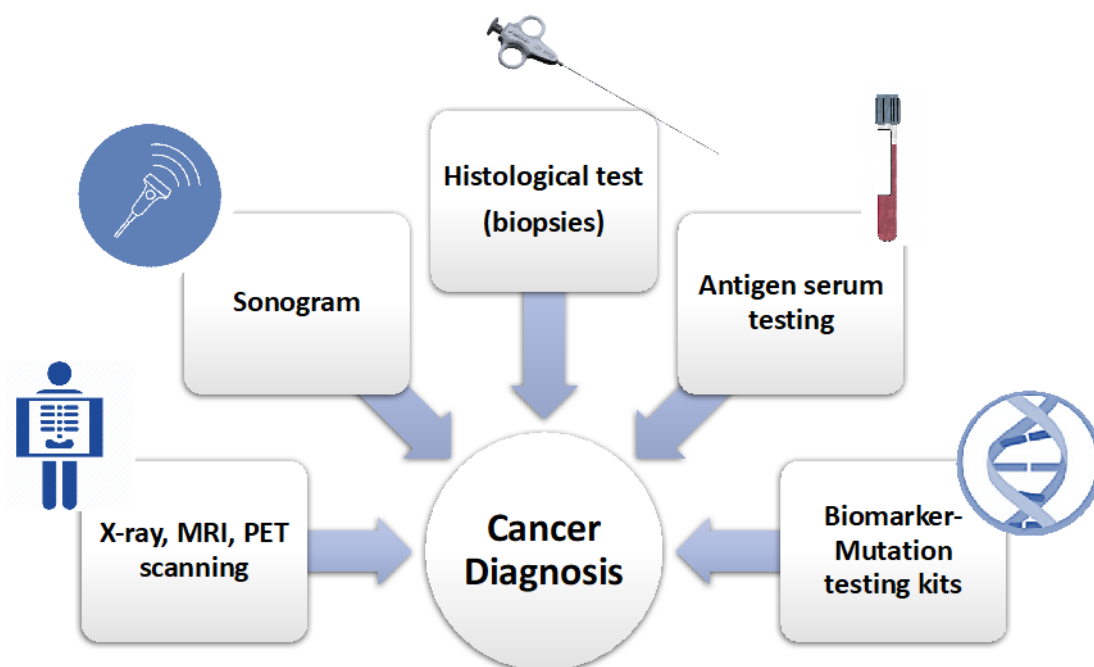 Histological test
(biopsies)
Sonogram
Antigen serum
testing
X-ray, MRI, PET
scanning
Cancer
Diagnosis
Biomarker-
Mutation
testing kits